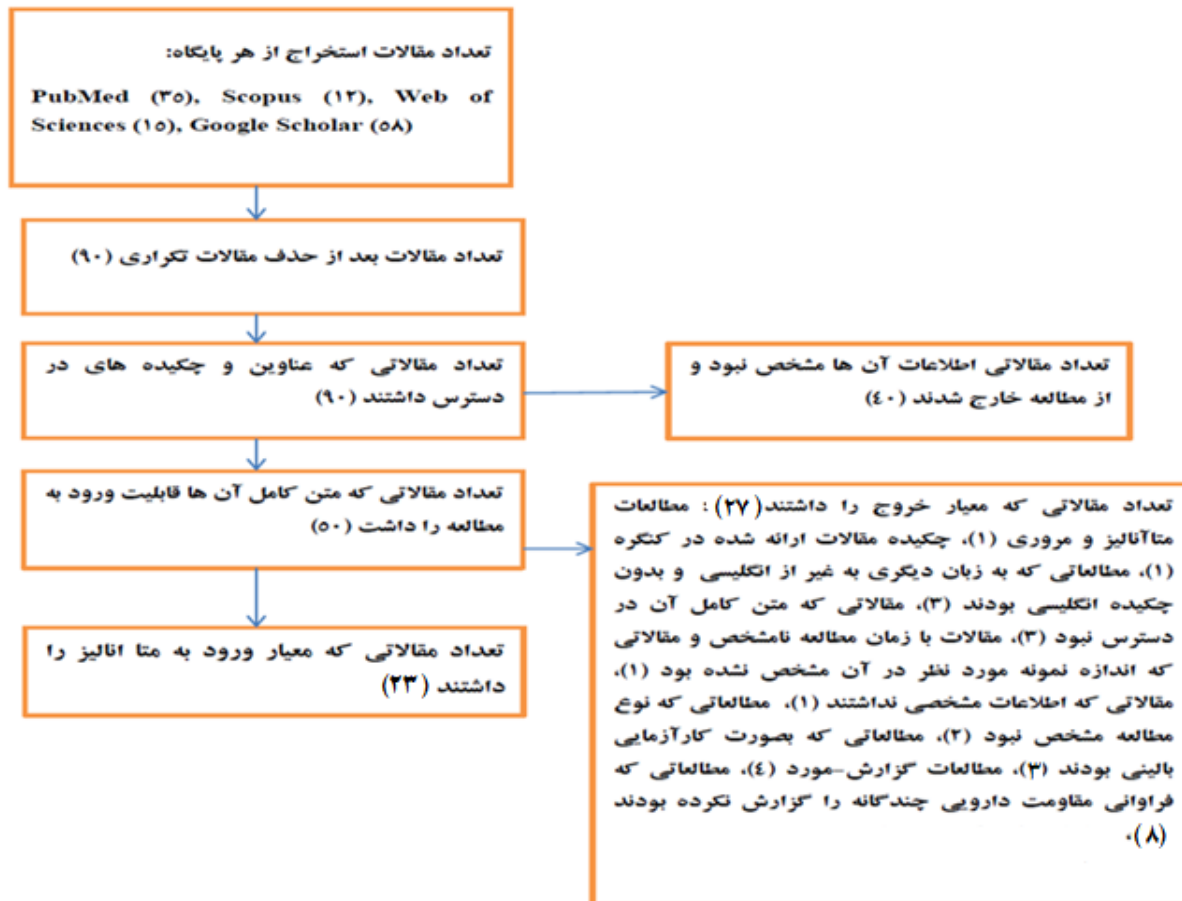 تعداد مقالات استخراج از هر پایگاه:
PubMed (۳۵), Scopus (۱۲), Web of
Sciences (۱۵), Google Scholar (۵۸)
تعداد مقالات بعد از حذف مقالات تکراری (۹۰)
تعداد مقالاتی که عناوین و چکیده های در
دسترس داشتند (۹۰)
تعداد مقالاتی اطلاعات آن ها مشخص نبود و
از مطالعه خارج شدند (٤٠)
تعداد مقالاتی که متن کامل آن ها قابلیت ورود به
مطالعه را داشت (٥٠)
تعداد مقالاتی که معیار خروج را داشتند(۲۷) : مطالعات
متاآنالیز و مروری (۱)، چکیده مقالات ارائه شده در کنگره
(۱)، مطالعاتی که به زبان دیگری به غیر از انگلیسی و بدون
چکیده انگلیسی بودند (۳)، مقالاتی که متن کامل آن در
دسترس نبود (۳)، مقالات با زمان مطالعه نامشخص و مقالاتی
که اندازه نمونه مورد نظر در آن مشخص نشده بود (۱)،
مقالاتی که اطلاعات مشخصی نداشتند (۱)، مطالعاتی که نوع
مطالعه مشخص نبود (۲)، مطالعاتی که بصورت کارآزمایی
بالینی بودند (۳)، مطالعات گزارش-مورد (٤)، مطالعاتی که
فراوانی مقاومت دارویی چندگانه را گزارش نکرده بودند
(۸).
تعداد مقالاتی که معیار ورود به متا انالیز را
داشتند (۲۳)